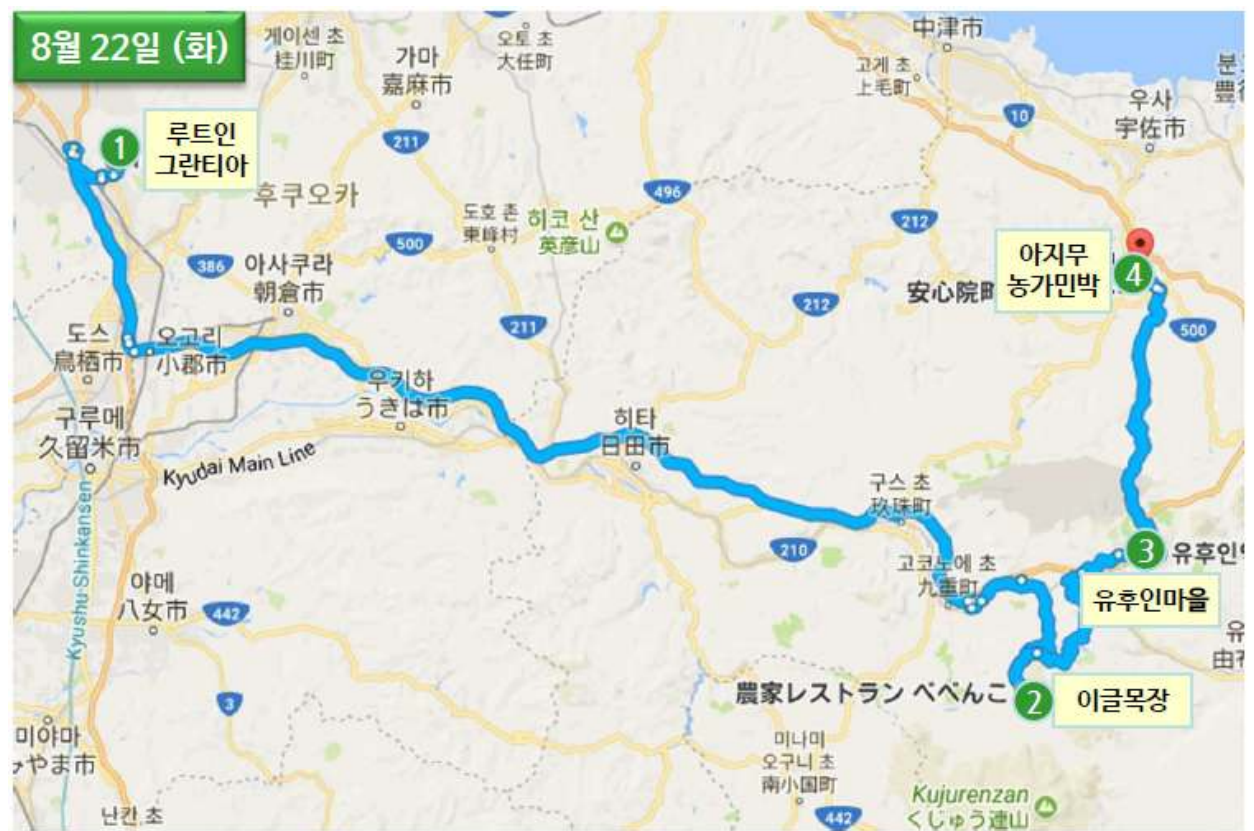 8월 22일 (화)
게이센 초
桂川町
가마
嘉麻市
오토 초
大任町
中津市
고게 초
上毛町
우사
宇佐市
분
豊
10
211
1
루트인
그란티아
후쿠오카
496
212
도호 촌
東峰村
히코 산
英彦山
500
386
아사쿠라
朝倉市
아지무
농가민박
4
安心院町
212
211
500
도스
鳥栖市
오고리
小郡市
우키하
うきは市
구루메
久留米市
Kyudai Main Line
히타
日田市
구스 초
玖珠町
210
고코노에 초
九重町
3
유후인
유후인마을
Kyushu Shinkansen
야메
八女市
442
유
由布
3
農家レストラン べべんこ
2
이글목장
미야마
みやま市
미나미
오구니 초
南小国町
난칸 초
Kujurenzan
くじゅう連山
442